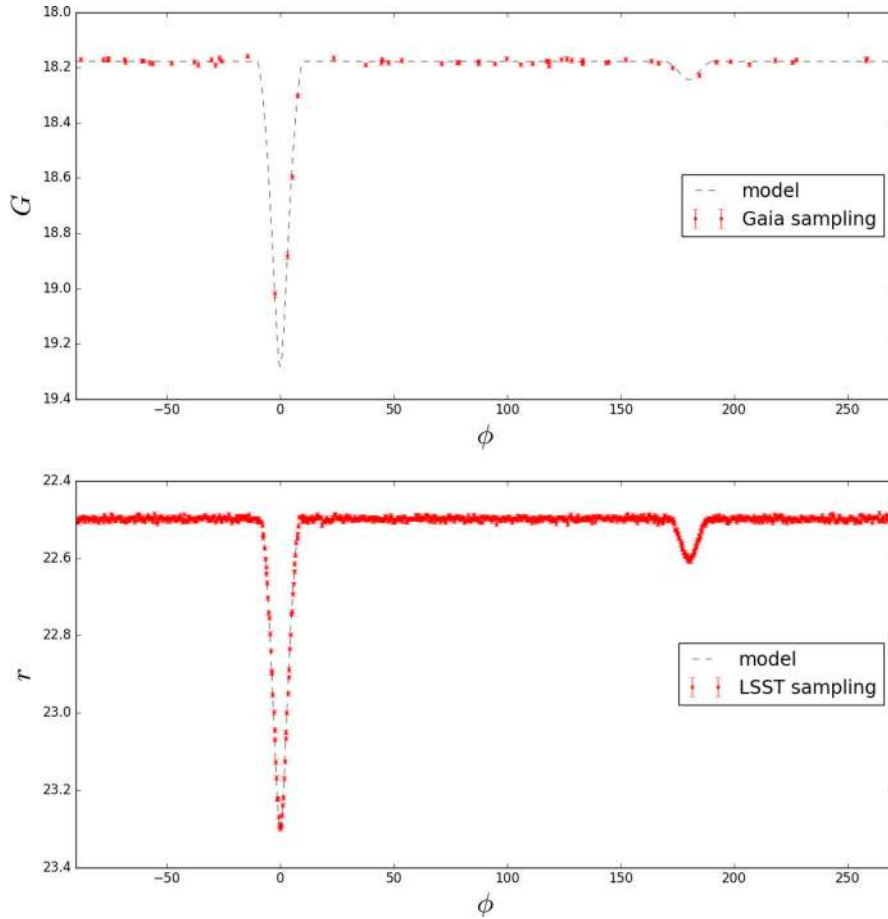 18.0
18.2
18.4
18.6
18.8
19.0
19.2
19.4
G
model
Gaia sampling
−50 0 50 100 150 200 250
ϕ
22.4
22.6
22.8
23.0
23.2
23.4
r
model
LSST sampling
−50 0 50 100 150 200 250
ϕ